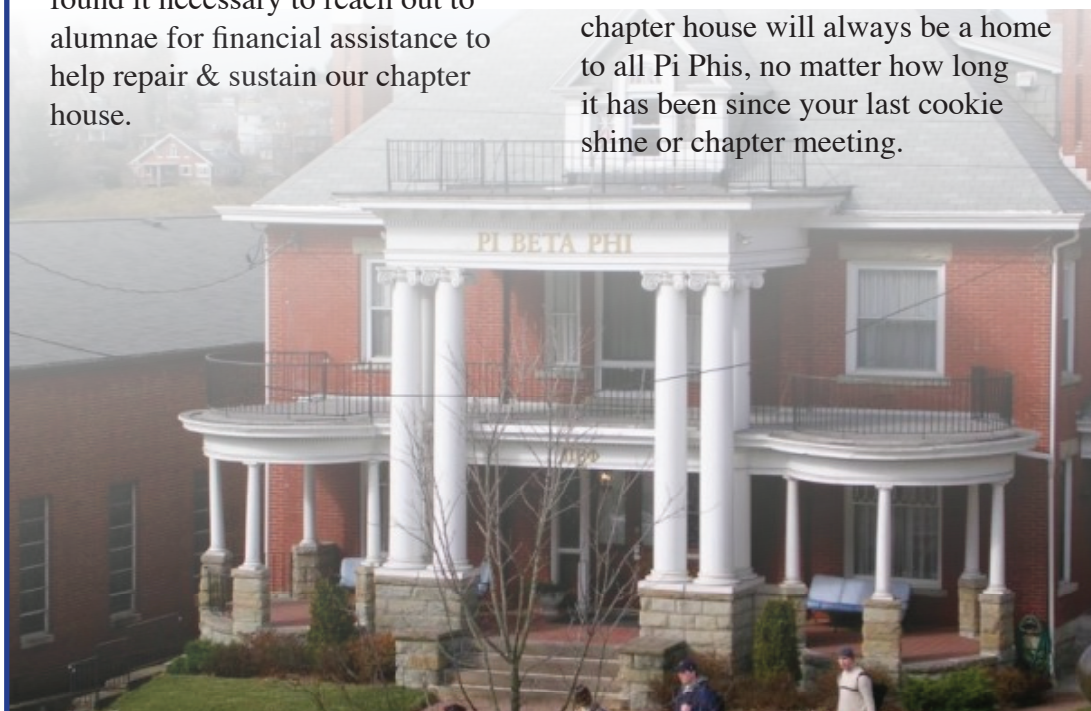 found it necessary to reach out to
alumnae for financial assistance to
help repair & sustain our chapter
house.
chapter house will always be a home
to all Pi Phis, no matter how long
it has been since your last cookie
shine or chapter meeting.
PI BETA PHI
ΠΒΦ